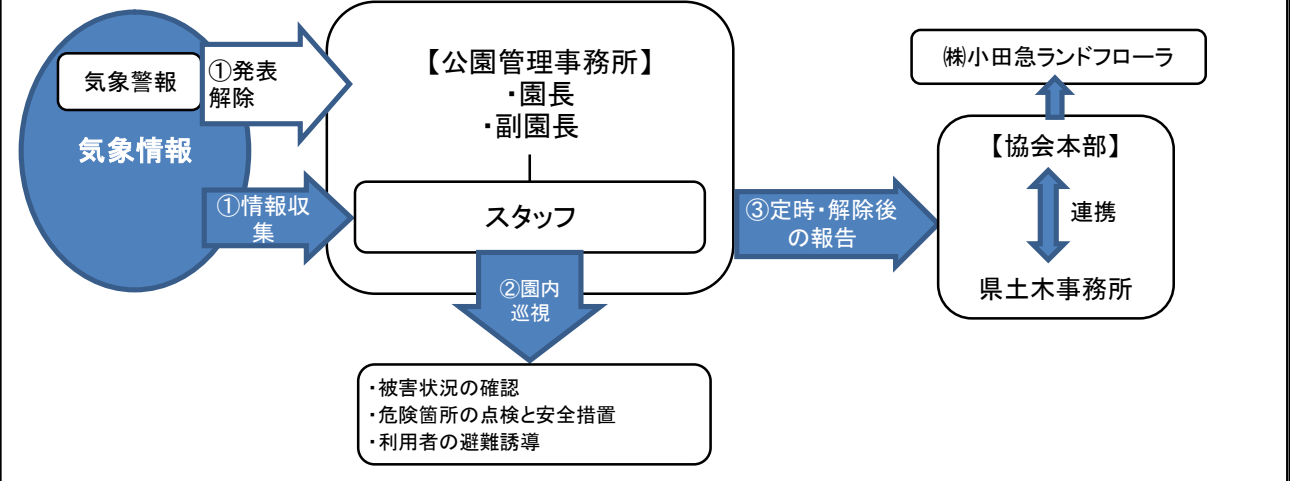 気象警報
気象情報
①発表
解除
①情報収
集
【公園管理事務所】
・園長
・副園長
スタッフ
②園内
巡視
・被害状況の確認
・危険箇所の点検と安全措置
・利用者の避難誘導
③定時・解除後
の報告
㈱小田急ランドフローラ
【協会本部】
連携
県土木事務所